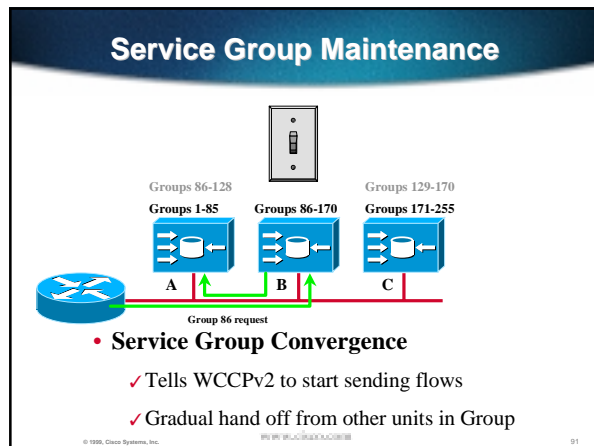 Service Group Maintenance
Groups 86-128
Groups 129-170
Groups 1-85
Groups 86-170
Groups 171-255
A
B
C
Group 86 request
• Service Group Convergence
✓Tells WCCPv2 to start sending flows
✓Gradual hand off from other units in Group
© 1999, Cisco Systems, Inc.
91